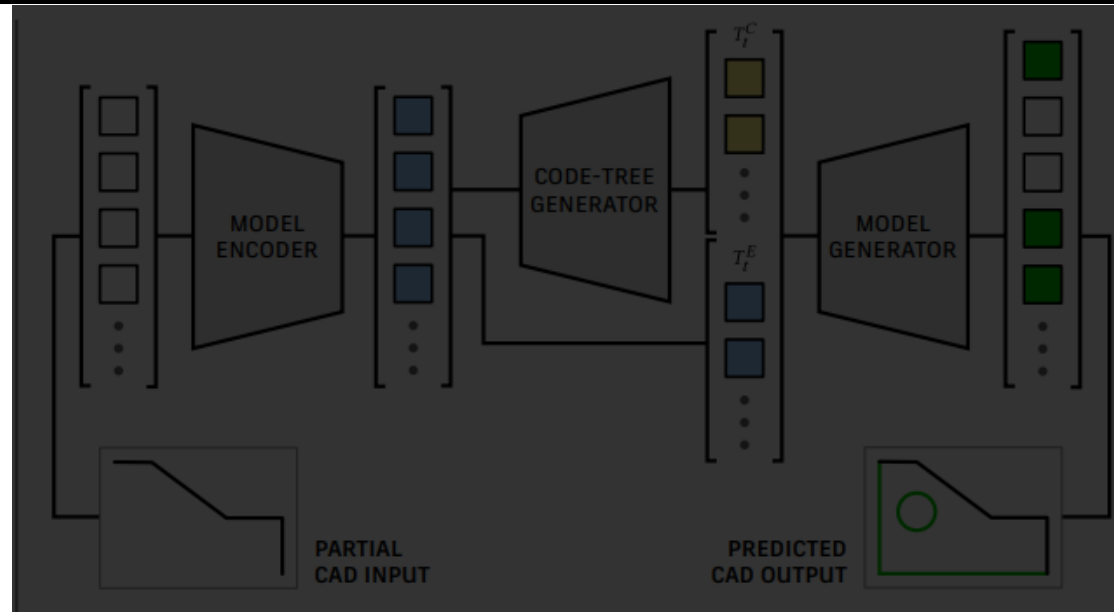 T_t^C
CODE-TREE
GENERATOR
MODEL
ENCODER
T_t^E
MODEL
GENERATOR
PARTIAL
CAD INPUT
PREDICTED
CAD OUTPUT